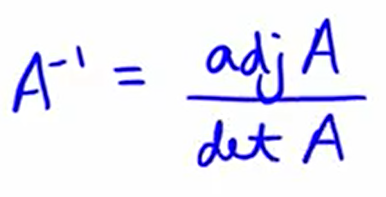 A⁻¹ = adj A / det A